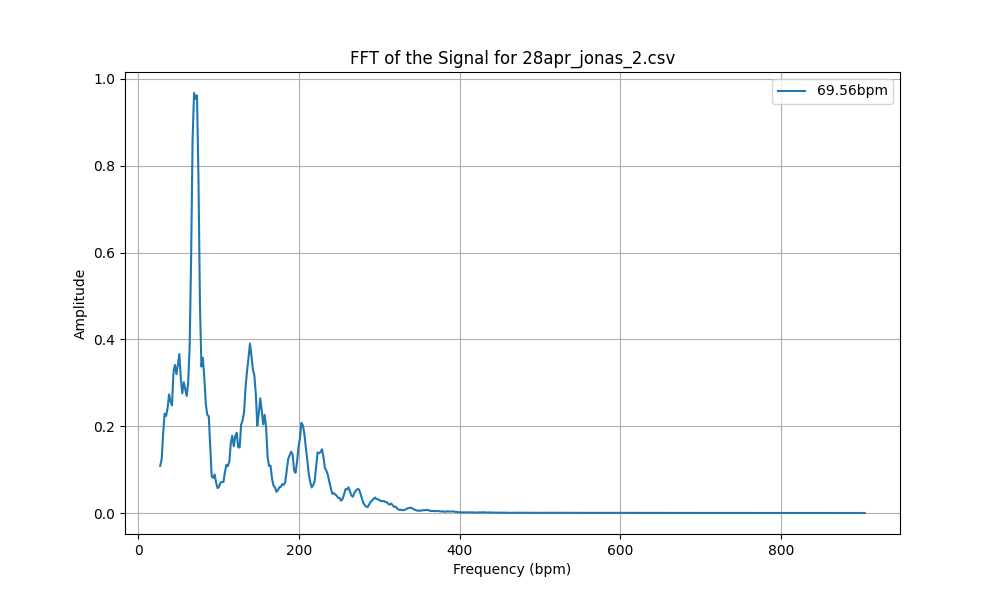 FFT of the Signal for 28apr_jonas_2.csv
69.56bpm
1.0
0.8
0.6
0.4
0.2
0.0
Amplitude
0 200 400 600 800
Frequency (bpm)